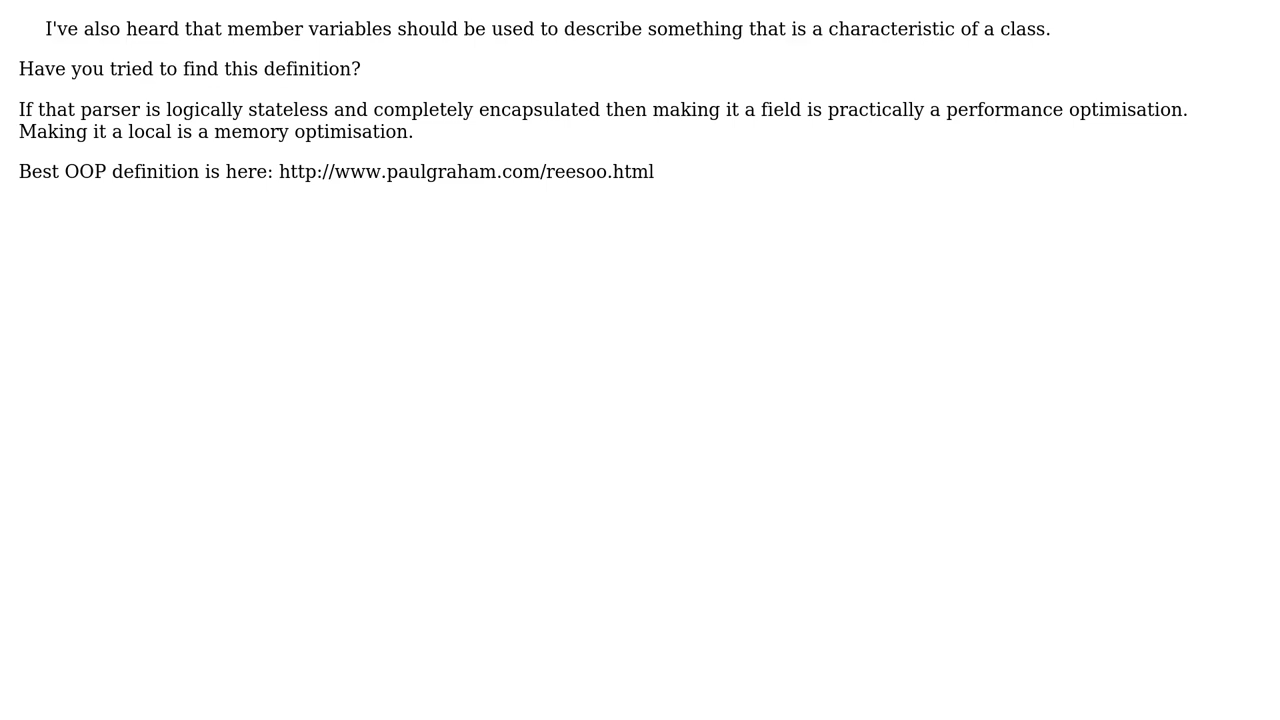 I've also heard that member variables should be used to describe something that is a characteristic of a class.
Have you tried to find this definition?
If that parser is logically stateless and completely encapsulated then making it a field is practically a performance optimisation.
Making it a local is a memory optimisation.
Best OOP definition is here: http://www.paulgraham.com/reesoo.html